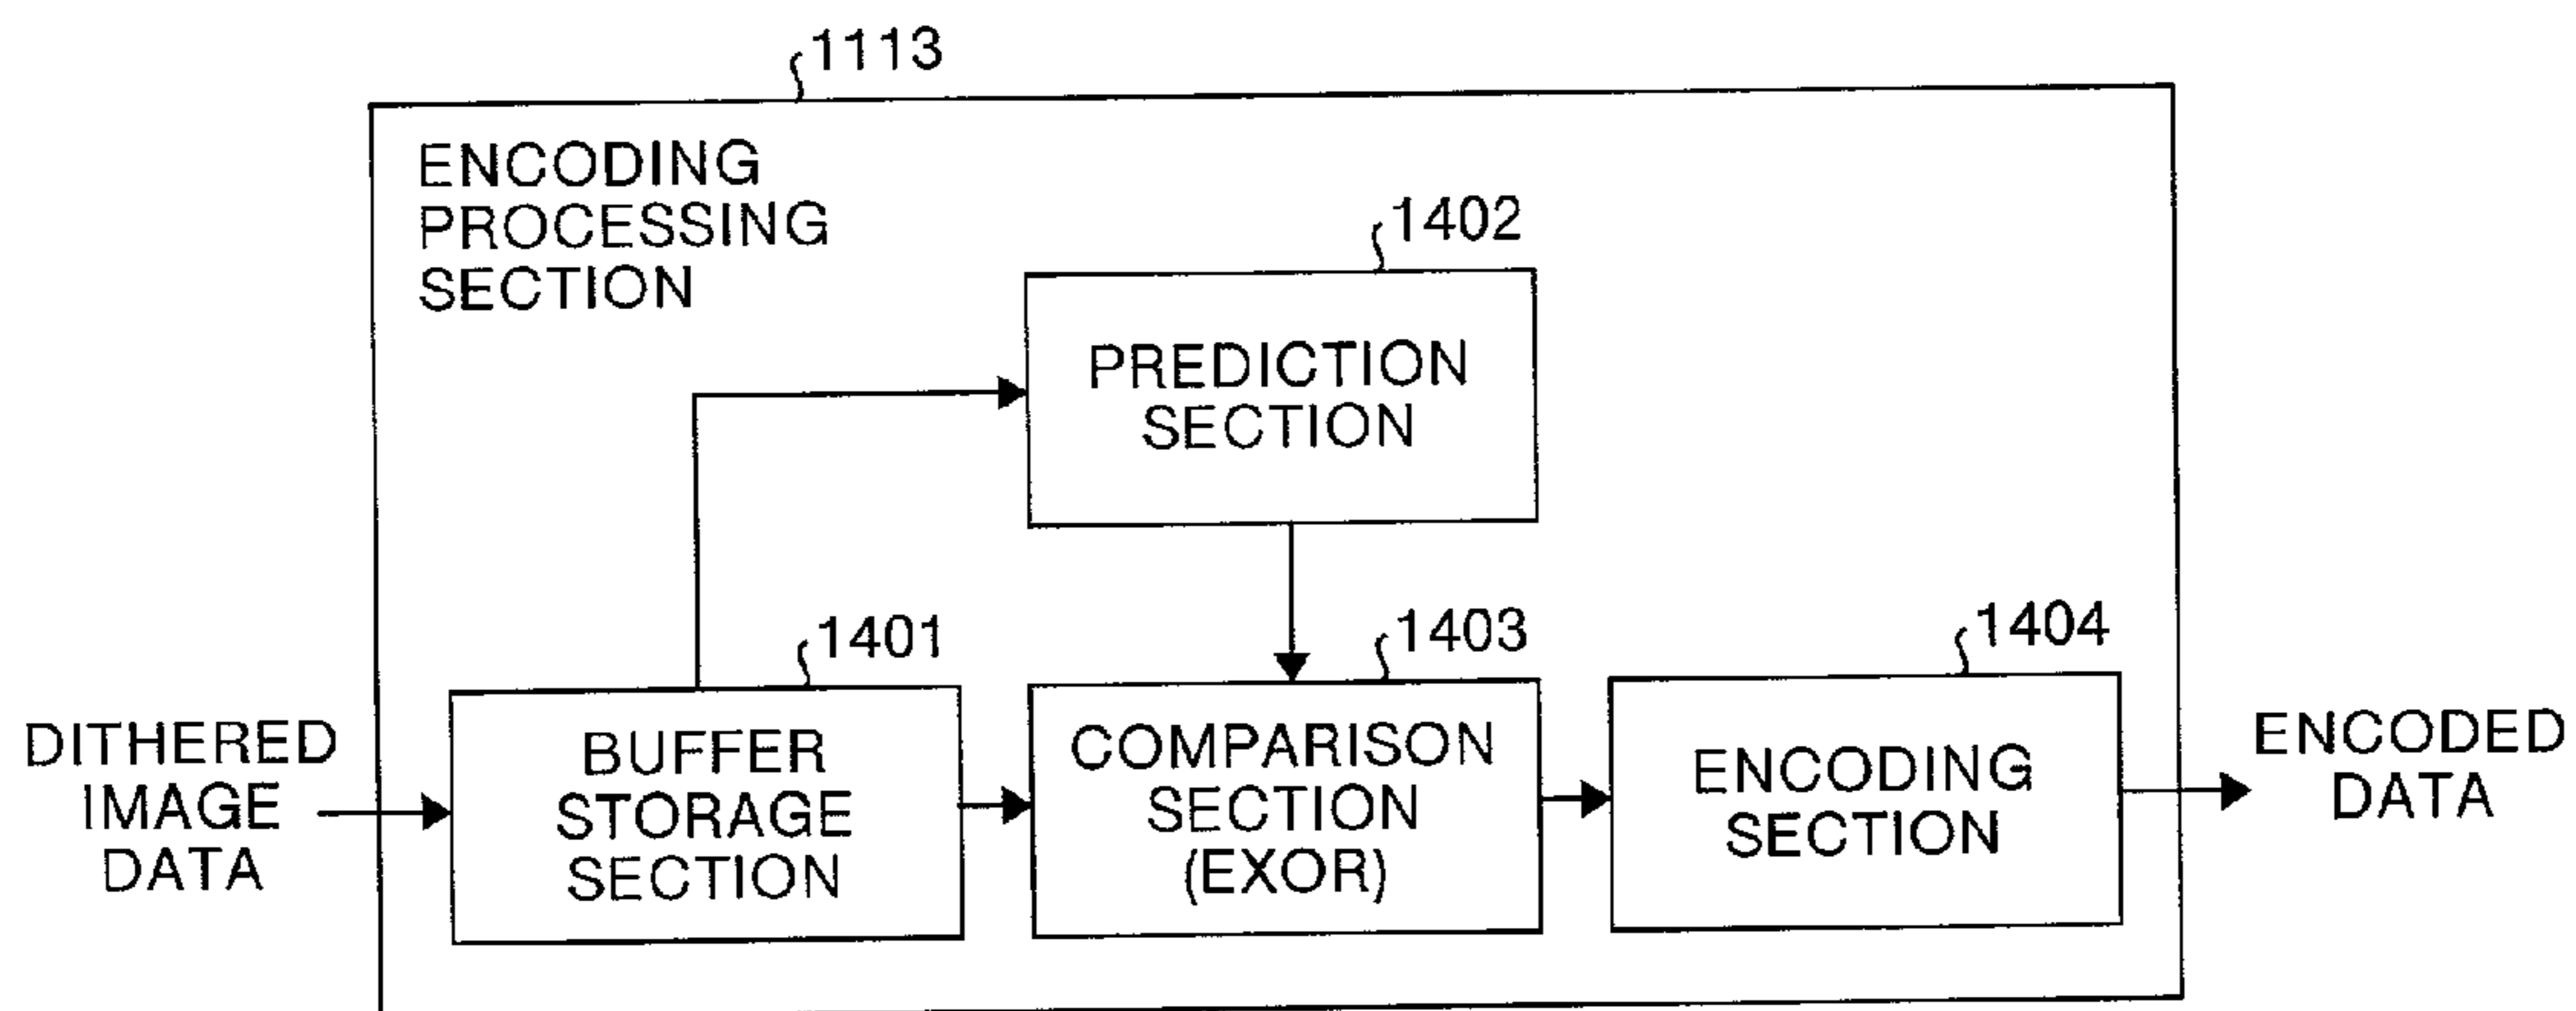 1113
ENCODING
PROCESSING
SECTION
1402
PREDICTION
SECTION
1401
1403
1404
DITHERED
IMAGE
DATA
BUFFER
STORAGE
SECTION
COMPARISON
SECTION
(EXOR)
ENCODING
SECTION
ENCODED
DATA